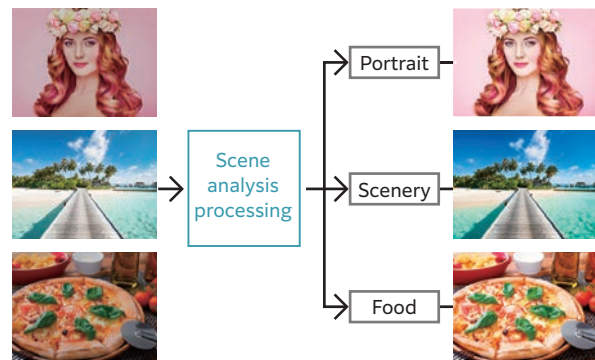 Scene
analysis
processing
Portrait
Scenery
Food